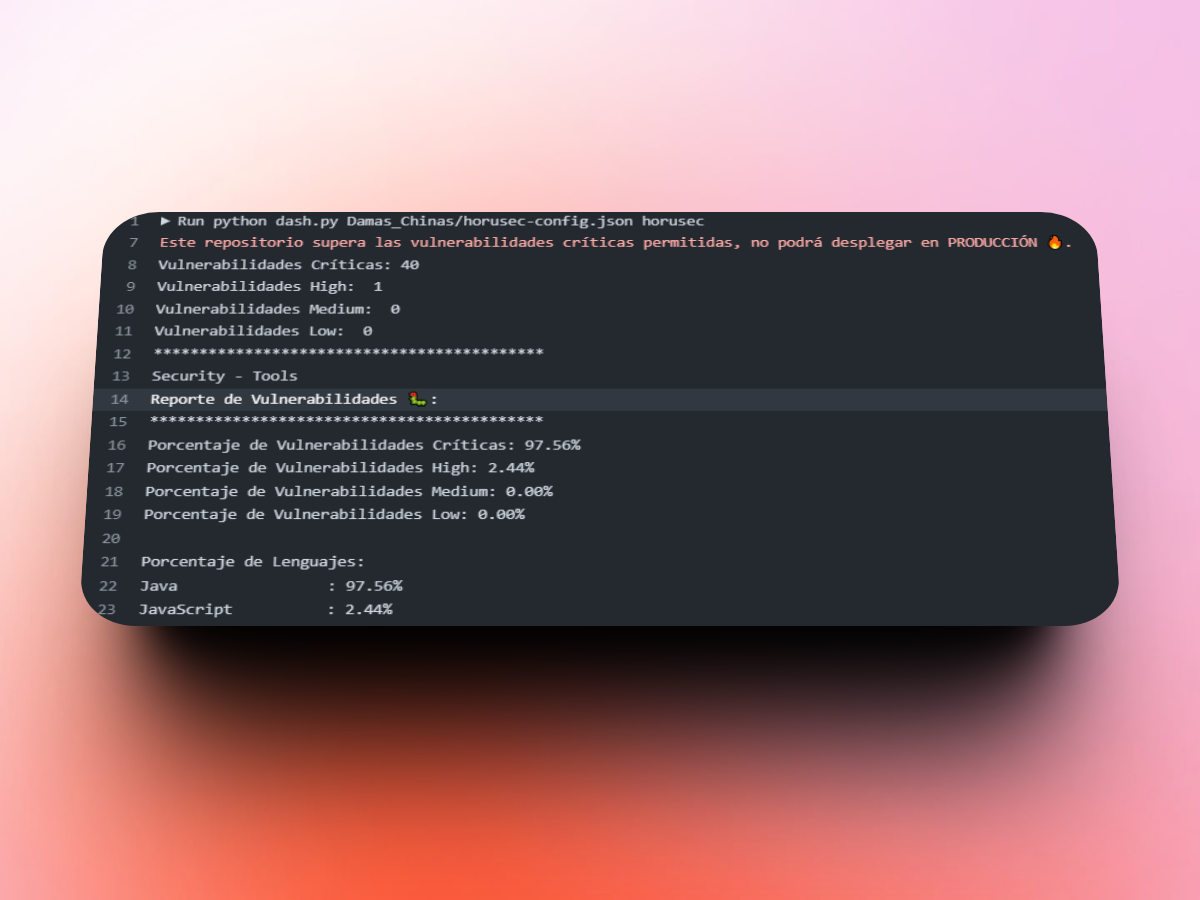 1 ▶ Run python dash.py Damas_Chinas/horusec-config.json horusec
7 Este repositorio supera las vulnerabilidades críticas permitidas, no podrá desplegar en PRODUCCIÓN 🔥.
8 Vulnerabilidades Críticas: 40
9 Vulnerabilidades High:  1
10 Vulnerabilidades Medium:  0
11 Vulnerabilidades Low:  0
12 *******************************************
13 Security - Tools
14 Reporte de Vulnerabilidades 🐛:
15 *******************************************
16 Porcentaje de Vulnerabilidades Críticas: 97.56%
17 Porcentaje de Vulnerabilidades High: 2.44%
18 Porcentaje de Vulnerabilidades Medium: 0.00%
19 Porcentaje de Vulnerabilidades Low: 0.00%
20
21 Porcentaje de Lenguajes:
22 Java                 : 97.56%
23 JavaScript           : 2.44%